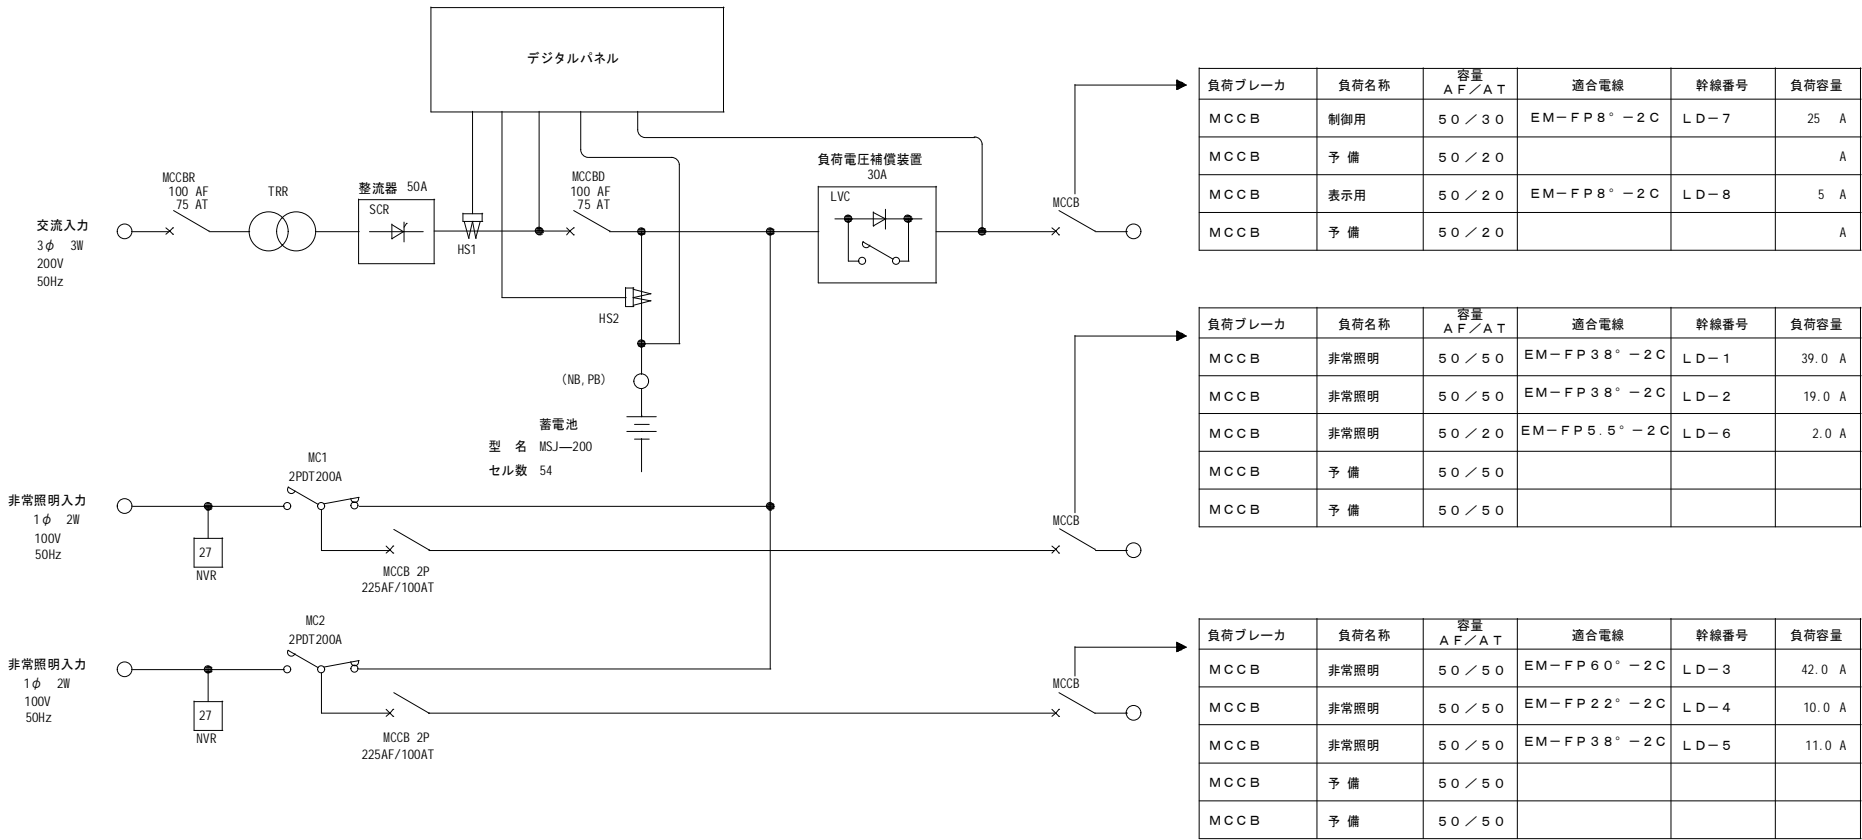 デジタルパネル
MCCBR
100 AF
75 AT
TRR
整流器 50A
SCR
HS1
MCCBD
100 AF
75 AT
負荷電圧補償装置
30A
LVC
MCCB
交流入力
3φ 3W
200V
50Hz
HS2
(NB,PB)
蓄電池
型 名 MSJ―200
セル数 54
非常照明入力
1φ 2W
100V
50Hz
27
NVR
MC1
2PDT200A
MCCB 2P
225AF/100AT
MCCB
非常照明入力
1φ 2W
100V
50Hz
27
NVR
MC2
2PDT200A
MCCB 2P
225AF/100AT
MCCB
負荷ブレーカ 負荷名称 容量 AF/AT 適合電線 幹線番号 負荷容量
MCCB 制御用 50/30 EM-FP8°-2C LD-7 25 A
MCCB 予 備 50/20 A
MCCB 表示用 50/20 EM-FP8°-2C LD-8 5 A
MCCB 予 備 50/20 A
負荷ブレーカ 負荷名称 容量 AF/AT 適合電線 幹線番号 負荷容量
MCCB 非常照明 50/50 EM-FP38°-2C LD-1 39.0 A
MCCB 非常照明 50/50 EM-FP38°-2C LD-2 19.0 A
MCCB 非常照明 50/20 EM-FP5.5°-2C LD-6 2.0 A
MCCB 予 備 50/50
MCCB 予 備 50/50
負荷ブレーカ 負荷名称 容量 AF/AT 適合電線 幹線番号 負荷容量
MCCB 非常照明 50/50 EM-FP60°-2C LD-3 42.0 A
MCCB 非常照明 50/50 EM-FP22°-2C LD-4 10.0 A
MCCB 非常照明 50/50 EM-FP38°-2C LD-5 11.0 A
MCCB 予 備 50/50
MCCB 予 備 50/50